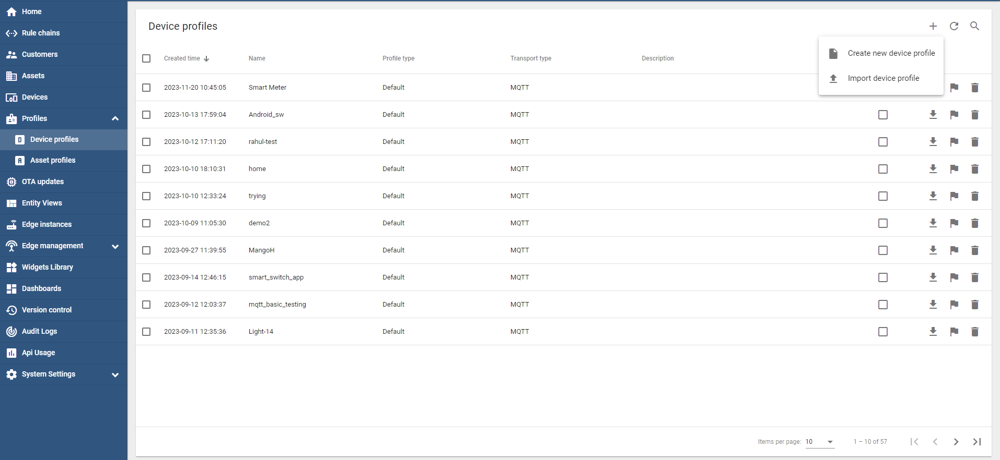 Home
Rule chains
Customers
Assets
Devices
Profiles
D Device profiles
A Asset profiles
OTA updates
Entity Views
Edge instances
Edge management
Widgets Library
Dashboards
Version control
Audit Logs
Api Usage
System Settings
Device profiles
Create new device profile
Import device profile
Created time Name Profile type Transport type Description
2023-11-20 10:45:05 Smart Meter Default MQTT
2023-10-13 17:59:04 Android_sw Default MQTT
2023-10-12 17:11:20 rahul-test Default MQTT
2023-10-10 18:10:31 home Default MQTT
2023-10-10 12:33:24 trying Default MQTT
2023-10-09 11:05:30 demo2 Default MQTT
2023-09-27 11:39:55 MangoH Default MQTT
2023-09-14 12:46:15 smart_switch_app Default MQTT
2023-09-12 12:03:37 mqtt_basic_testing Default MQTT
2023-09-11 12:35:36 Light-14 Default MQTT
Items per page: 10 1 – 10 of 57